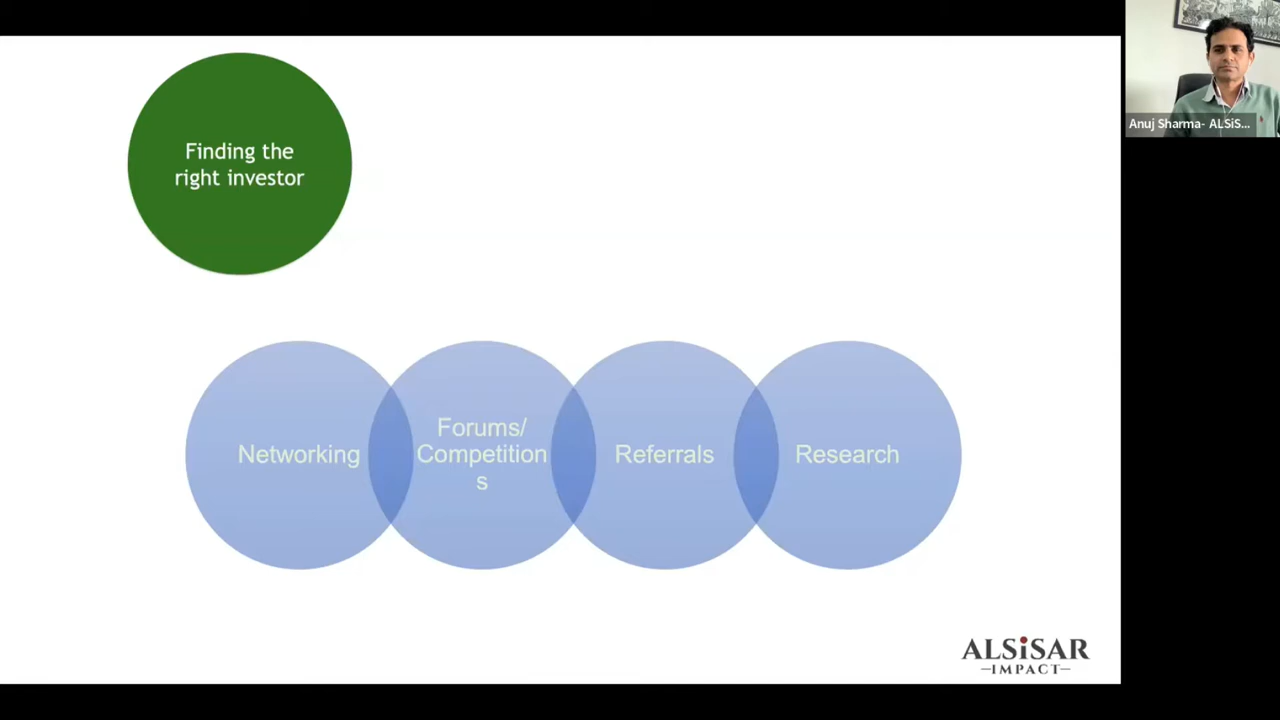 Finding the
right investor
Networking
Forums/
Competition
s
Referrals
Research
ALSiSAR
IMPACT
Anuj Sharma- ALSiS...